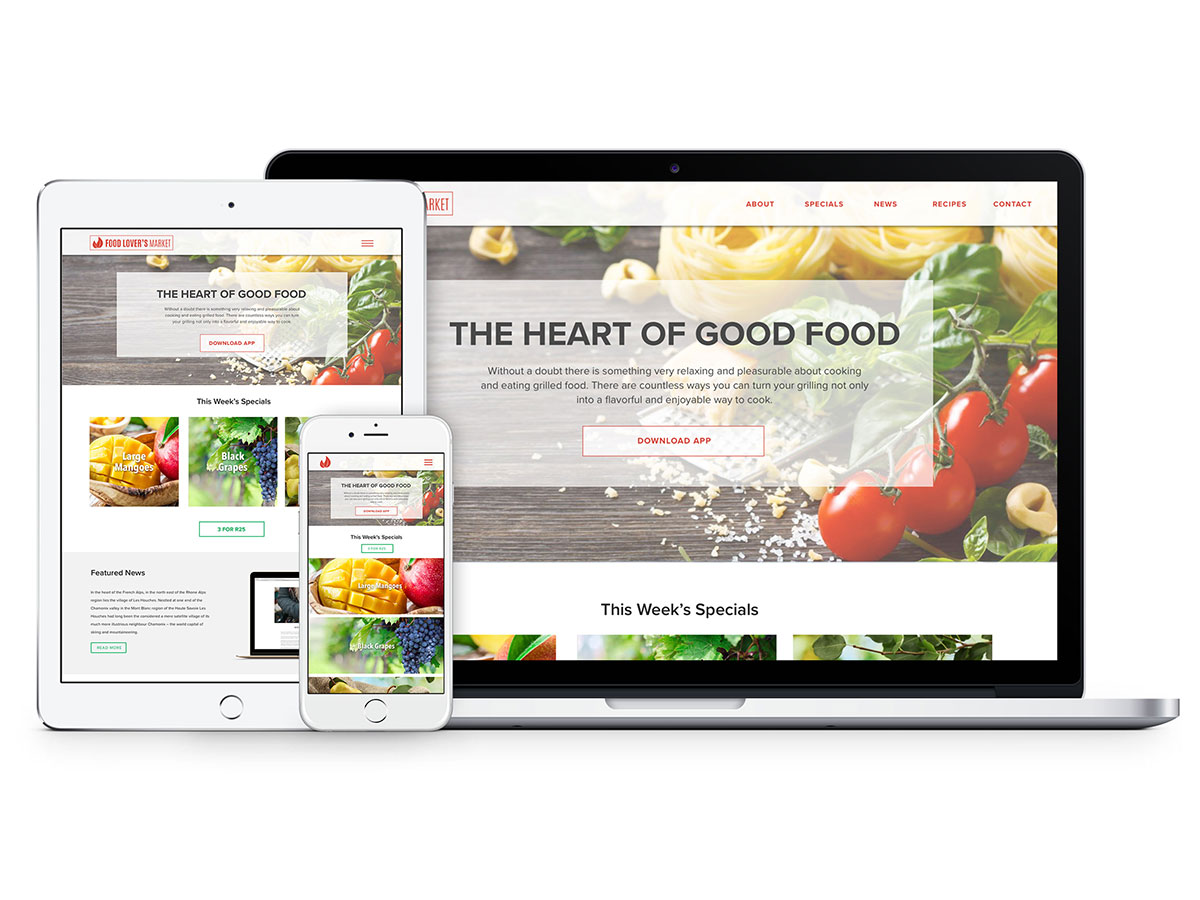 FOOD LOVER'S MARKET
THE HEART OF GOOD FOOD
Without a doubt there is something very relaxing and pleasurable about
cooking and eating grilled food. There are countless ways you can turn
your grilling not only into a flavorful and enjoyable way to cook.
DOWNLOAD APP
This Week's Specials
Large
Mangoes
Black
Grapes
3 FOR R25
Featured News
In the heart of the French Alps, in the north east of the Rhone Alps
region lies the village of Les Houches. Nestled at one end of the
Chamonix valley in the Mont Blanc region of the Haute Savoie Les
Houches had long been the considered a mere satellite village of its
much more illustrious neighbour Chamonix – the world capital of
skiing and mountaineering.
READ MORE
THE HEART OF GOOD FOOD
DOWNLOAD APP
This Week's Specials
3 FOR R25
Large Mangoes
Black Grapes
ARKET
ABOUT SPECIALS NEWS RECIPES CONTACT
THE HEART OF GOOD FOOD
Without a doubt there is something very relaxing and pleasurable about cooking
and eating grilled food. There are countless ways you can turn your grilling not only
into a flavorful and enjoyable way to cook.
DOWNLOAD APP
This Week's Specials